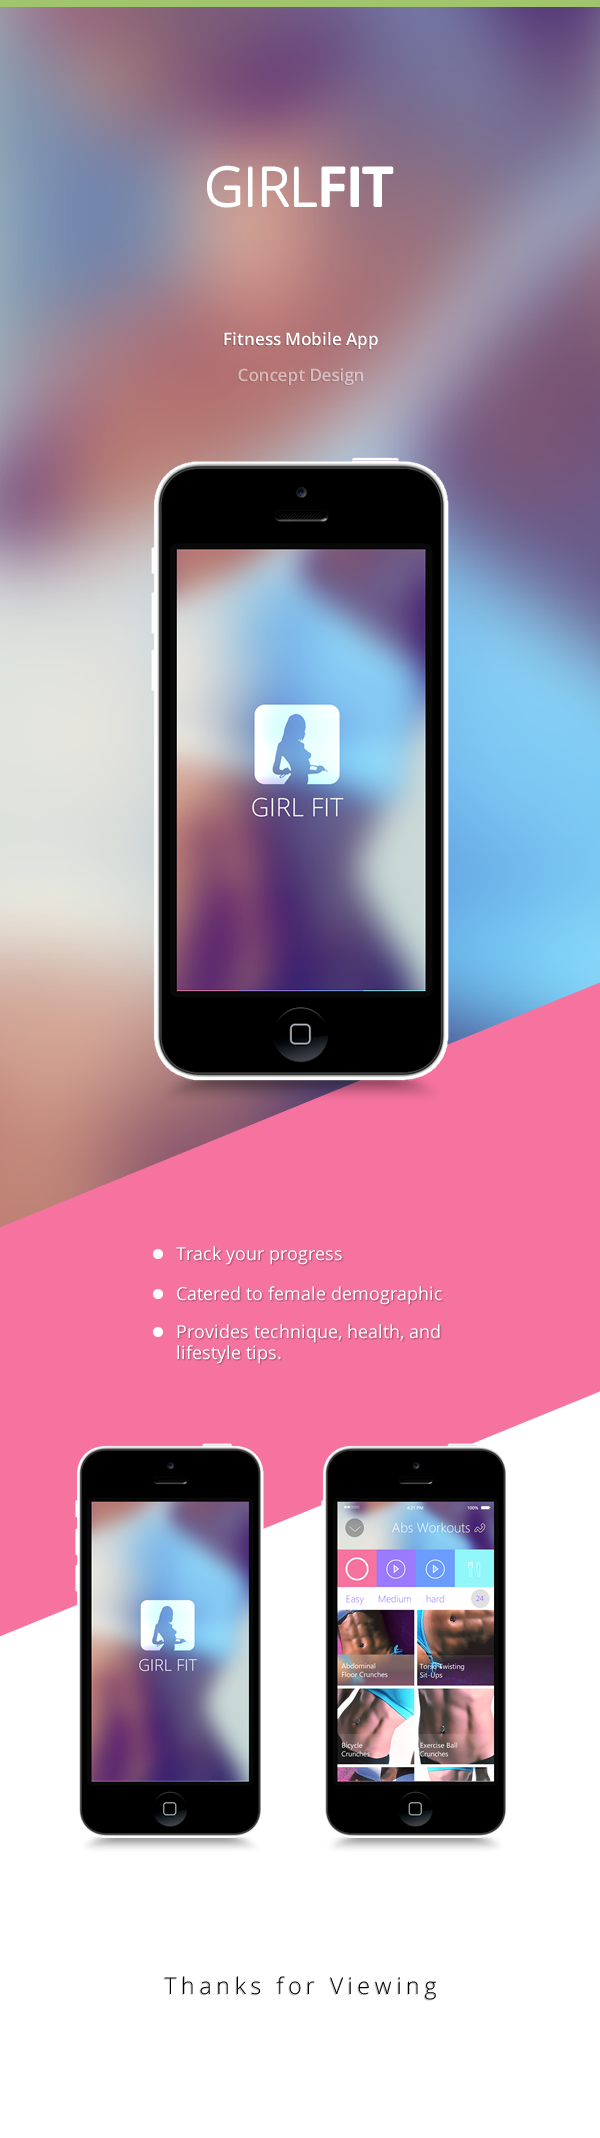 GIRLFIT
Fitness Mobile App
Concept Design
GIRL FIT
Track your progress
Catered to female demographic
Provides technique, health, and
lifestyle tips.
GIRL FIT
4:21 PM 100%
Abs Workouts
Easy Medium hard 24
Abdominal
Floor Crunches
Torso Twisting
Sit-Ups
Bicycle
Crunches
Exercise Ball
Crunches
Thanks for Viewing